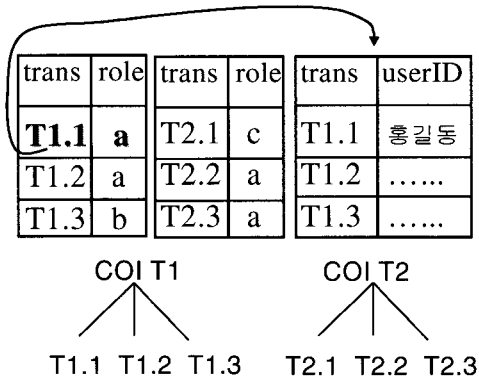 trans role trans role trans userID
T1.1 a T2.1 c T1.1 홍길동
T1.2 a T2.2 a T1.2 ......
T1.3 b T2.3 a T1.3 ......
COI T1 COI T2
T1.1 T1.2 T1.3 T2.1 T2.2 T2.3